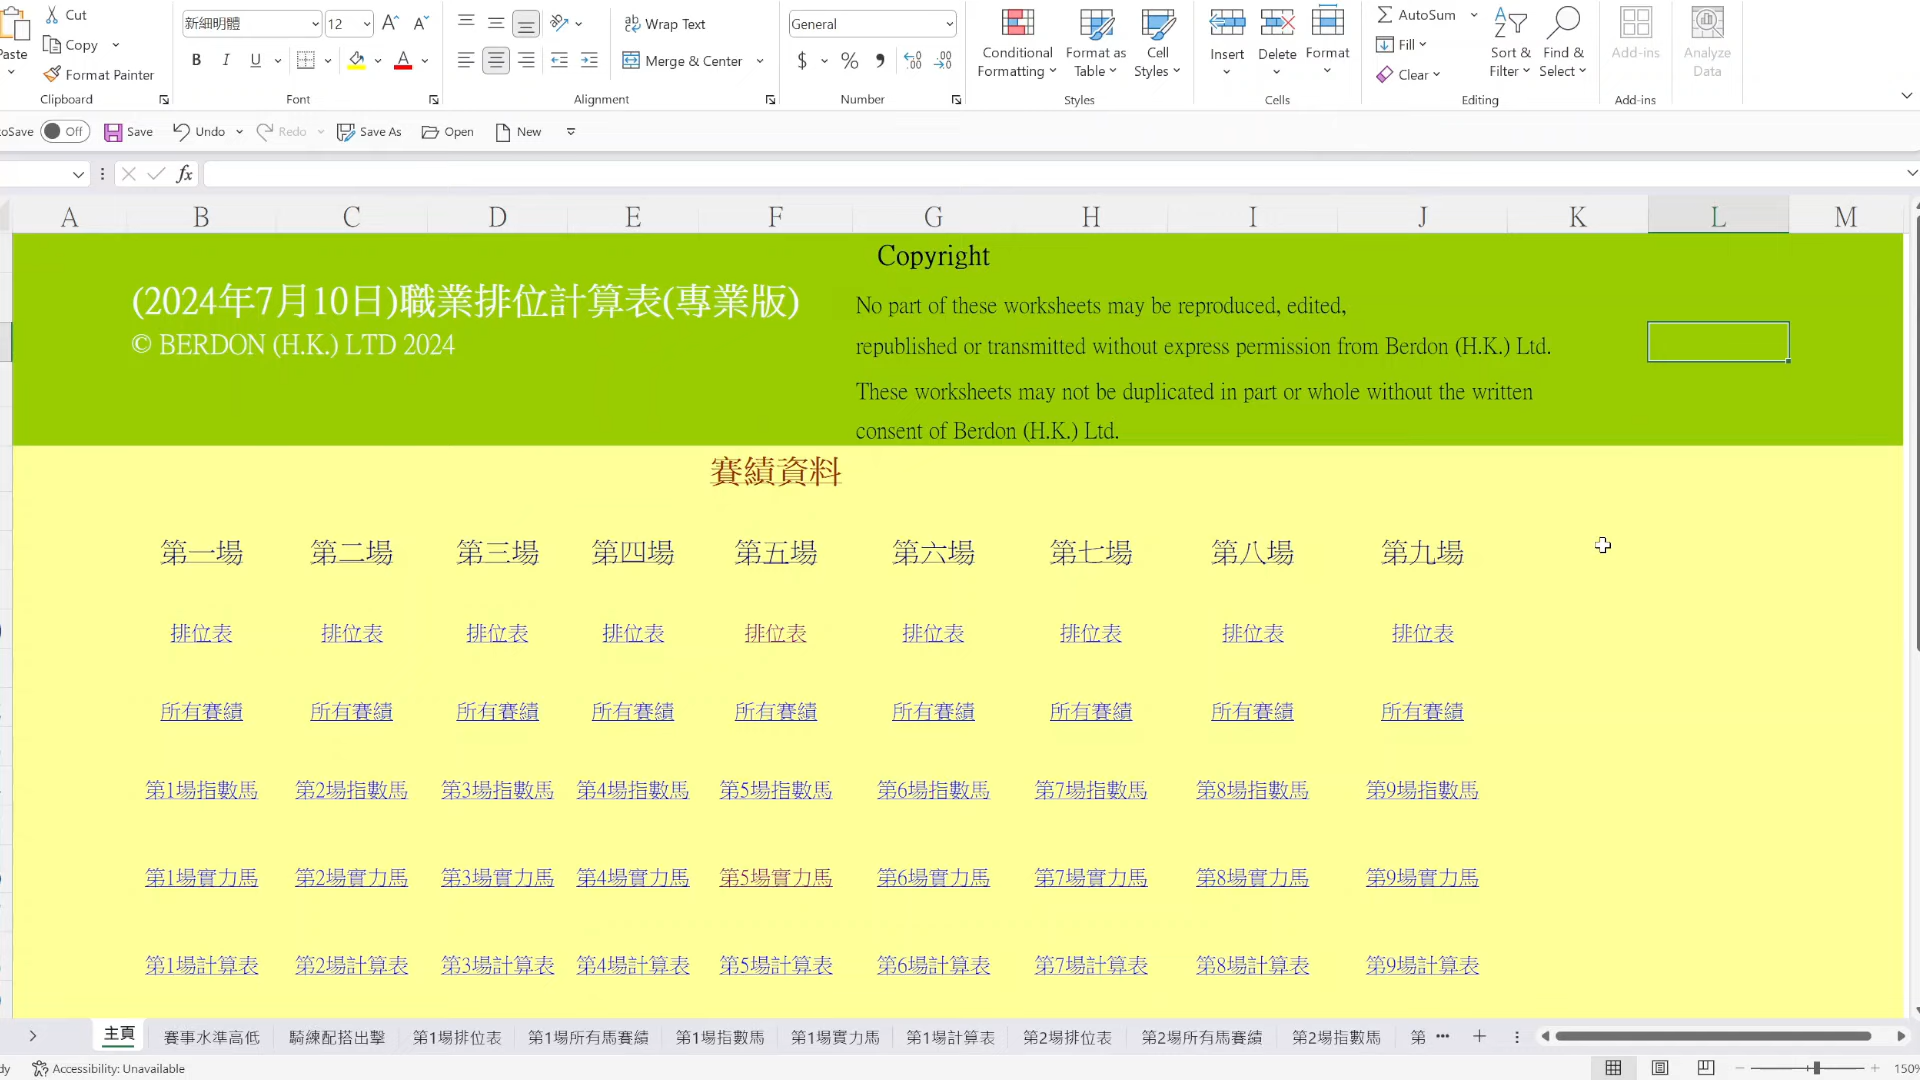 Cut
Copy
Format Painter
Paste
Clipboard
新細明體
12
B I U
Font
Wrap Text
Merge & Center
Alignment
General
$ % ,
Number
Conditional Formatting
Format as Table
Cell Styles
Styles
Insert
Delete
Format
Cells
AutoSum
Fill
Clear
Sort & Filter
Find & Select
Editing
Add-ins
Add-ins
Analyze Data
oSave Off Save Undo Redo Save As Open New
fx
A B C D E F G H I J K L M
Copyright
(2024年7月10日)職業排位計算表(專業版)
© BERDON (H.K.) LTD 2024
No part of these worksheets may be reproduced, edited,
republished or transmitted without express permission from Berdon (H.K.) Ltd.
These worksheets may not be duplicated in part or whole without the written
consent of Berdon (H.K.) Ltd.
賽績資料
第一場 第二場 第三場 第四場 第五場 第六場 第七場 第八場 第九場
排位表 排位表 排位表 排位表 排位表 排位表 排位表 排位表 排位表
所有賽績 所有賽績 所有賽績 所有賽績 所有賽績 所有賽績 所有賽績 所有賽績 所有賽績
第1場指數馬 第2場指數馬 第3場指數馬 第4場指數馬 第5場指數馬 第6場指數馬 第7場指數馬 第8場指數馬 第9場指數馬
第1場實力馬 第2場實力馬 第3場實力馬 第4場實力馬 第5場實力馬 第6場實力馬 第7場實力馬 第8場實力馬 第9場實力馬
第1場計算表 第2場計算表 第3場計算表 第4場計算表 第5場計算表 第6場計算表 第7場計算表 第8場計算表 第9場計算表
主頁 賽事水準高低 騎練配搭出擊 第1場排位表 第1場所有馬賽績 第1場指數馬 第1場實力馬 第1場計算表 第2場排位表 第2場所有馬賽績 第2場指數馬 第 ...
dy Accessibility: Unavailable 150%